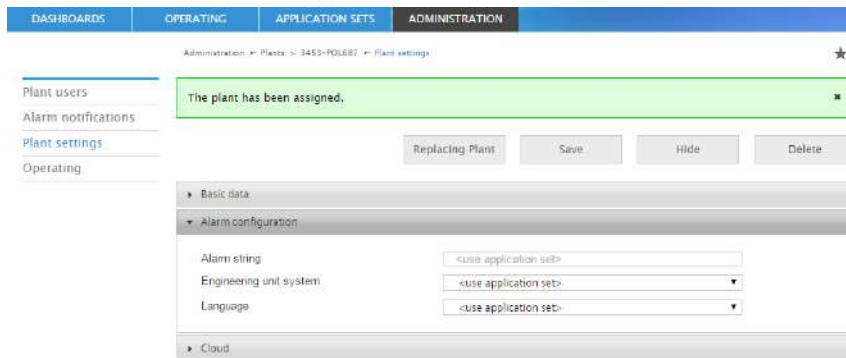 DASHBOARDS OPERATING APPLICATION SETS ADMINISTRATION
Administration ← Plants > 3453-POL687 ← Plant settings
Plant users
The plant has been assigned.
Alarm notifications
Plant settings
Replacing Plant Save Hide Delete
Operating
Basic data
Alarm configuration
Alarm string <use application set>
Engineering unit system <use application set>
Language <use application set>
Cloud